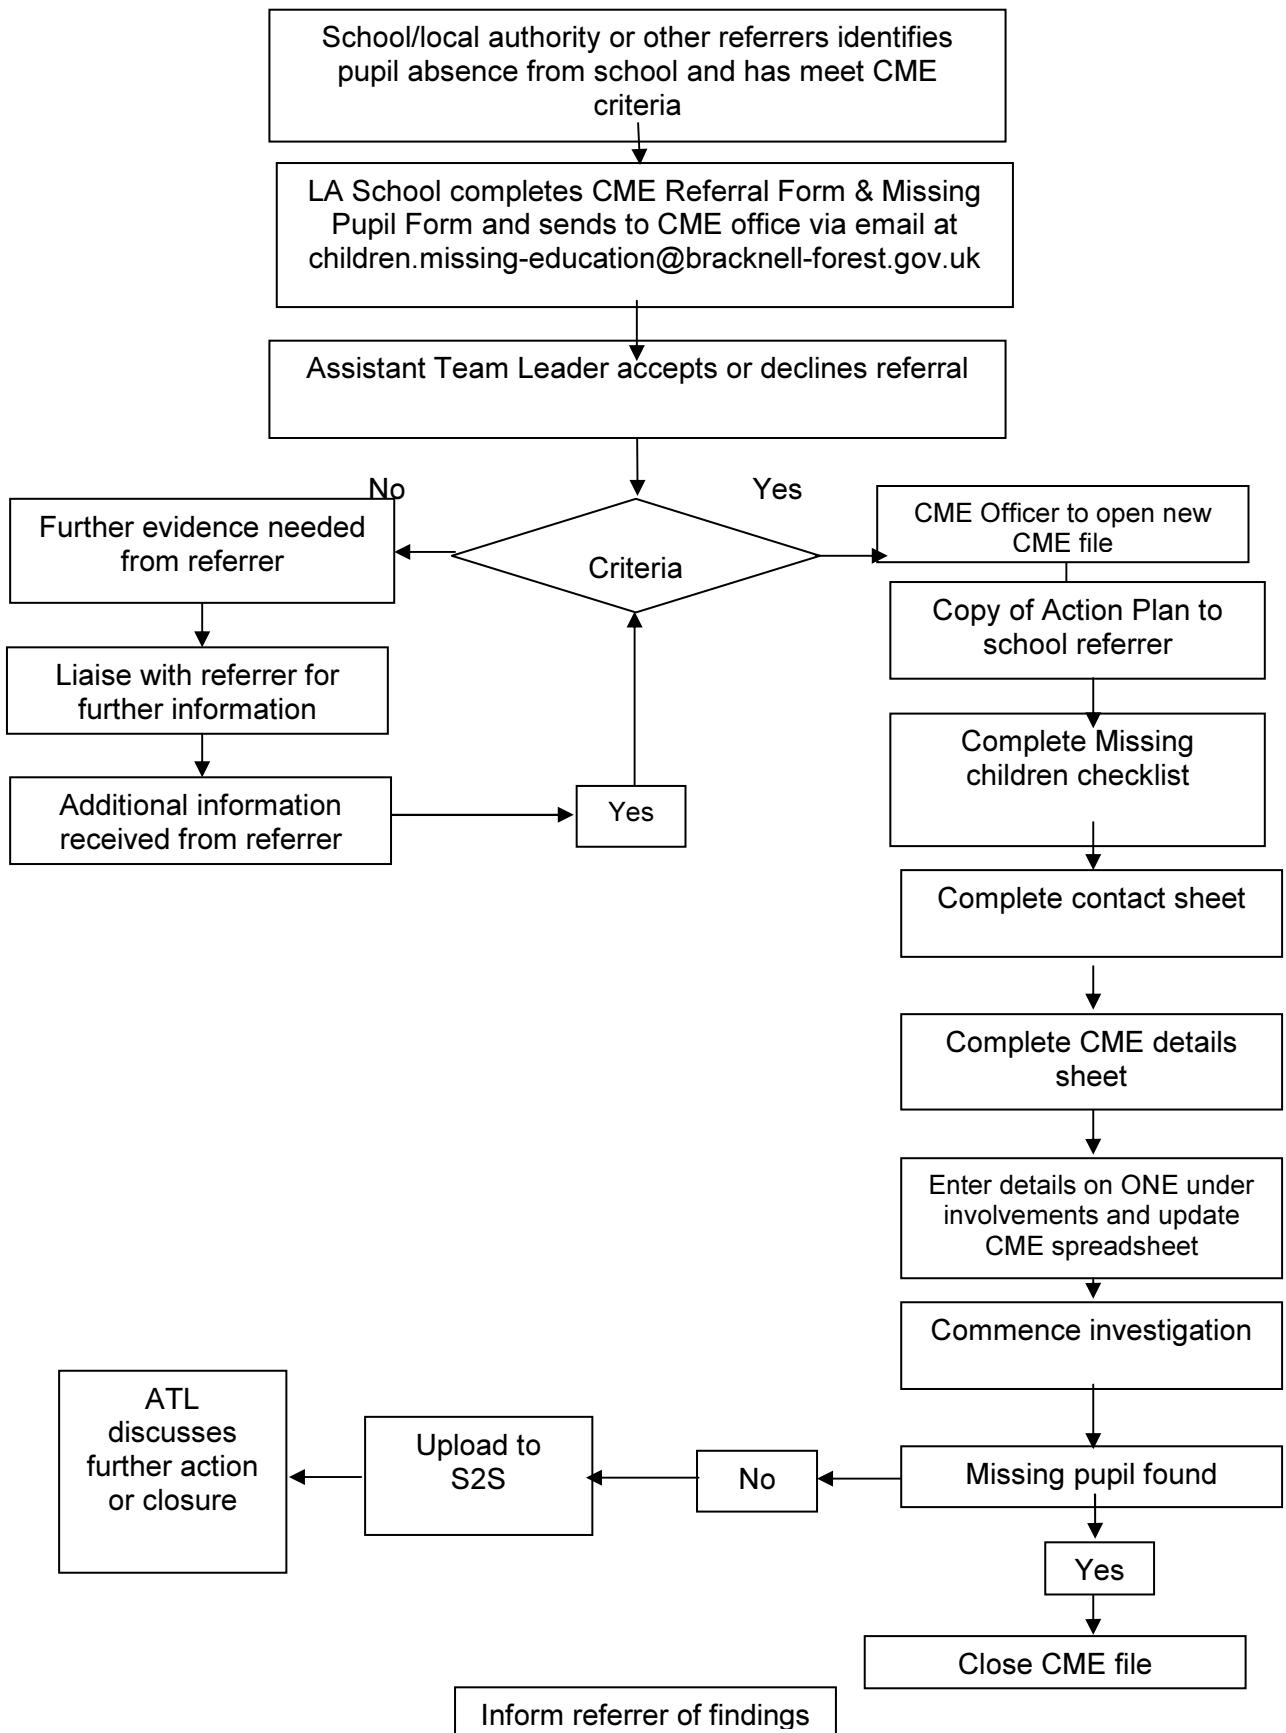 School/local authority or other referrers identifies
pupil absence from school and has meet CME
criteria
LA School completes CME Referral Form & Missing
Pupil Form and sends to CME office via email at
children.missing-education@bracknell-forest.gov.uk
Assistant Team Leader accepts or declines referral
No
Yes
Criteria
Further evidence needed
from referrer
Liaise with referrer for
further information
Additional information
received from referrer
Yes
CME Officer to open new
CME file
Copy of Action Plan to
school referrer
Complete Missing
children checklist
Complete contact sheet
Complete CME details
sheet
Enter details on ONE under
involvements and update
CME spreadsheet
Commence investigation
Missing pupil found
No
Upload to
S2S
ATL
discusses
further action
or closure
Yes
Close CME file
Inform referrer of findings